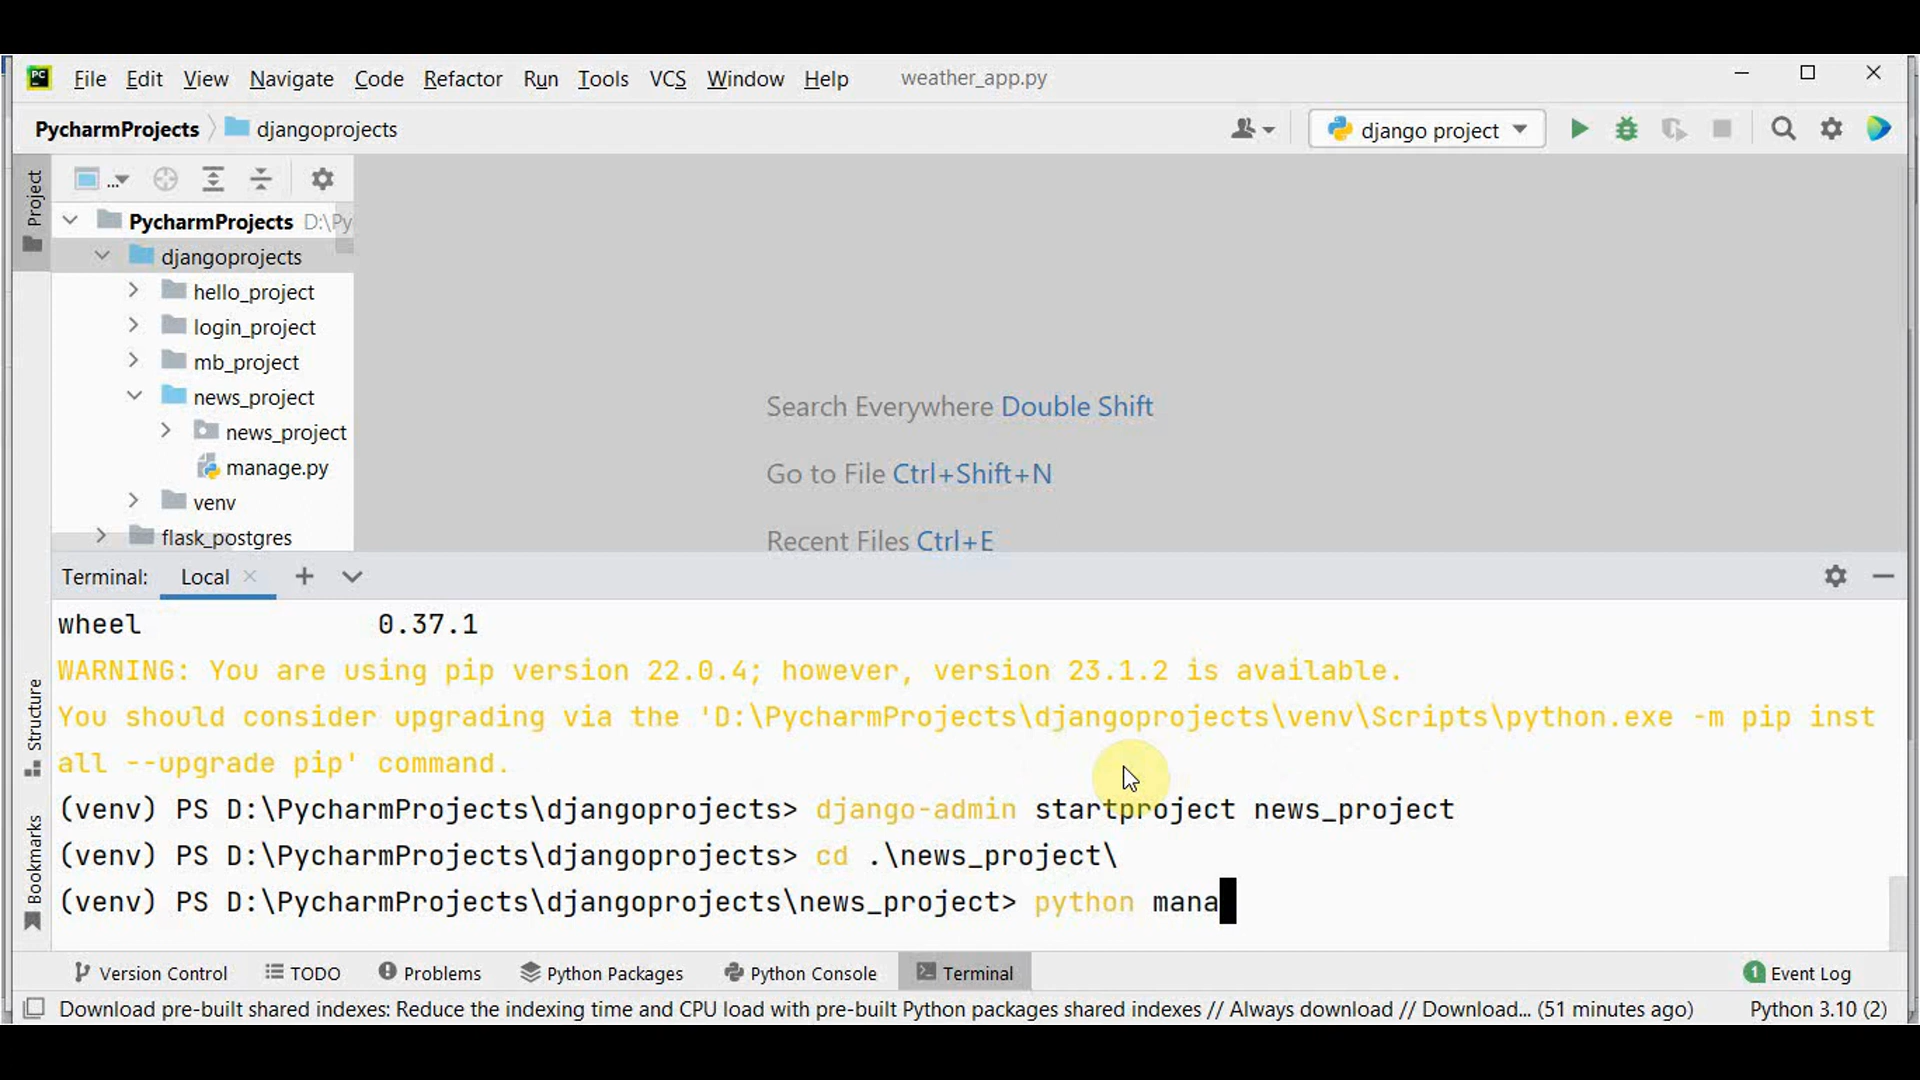 PC File Edit View Navigate Code Refactor Run Tools VCS Window Help weather_app.py
PycharmProjects djangoprojects django project
Project
...
PycharmProjects D:\Py
djangoprojects
hello_project
login_project
mb_project
news_project
news_project
manage.py
venv
flask_postgres
Search Everywhere Double Shift
Go to File Ctrl+Shift+N
Recent Files Ctrl+E
Structure
Bookmarks
Terminal: Local
wheel 0.37.1
WARNING: You are using pip version 22.0.4; however, version 23.1.2 is available.
You should consider upgrading via the 'D:\PycharmProjects\djangoprojects\venv\Scripts\python.exe -m pip inst
all --upgrade pip' command.
(venv) PS D:\PycharmProjects\djangoprojects> django-admin startproject news_project
(venv) PS D:\PycharmProjects\djangoprojects> cd .\news_project\
(venv) PS D:\PycharmProjects\djangoprojects\news_project> python mana
Version Control TODO Problems Python Packages Python Console Terminal 1 Event Log
Download pre-built shared indexes: Reduce the indexing time and CPU load with pre-built Python packages shared indexes // Always download // Download... (51 minutes ago) Python 3.10 (2)